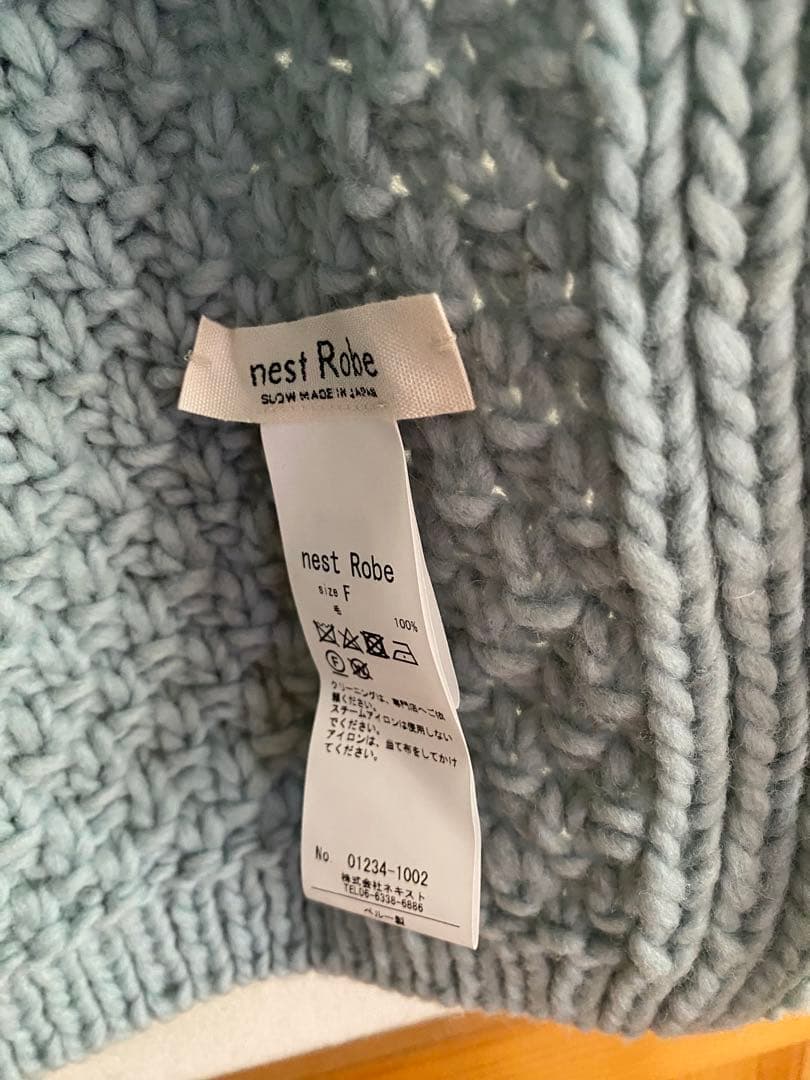 nest Robe
SLOW MADE IN JAPAN
nest Robe
size F
毛
100%
F
クリーニングは、専門店へご依
頼ください。
スチームアイロンは使用しない
でください。
アイロンは、当て布をしてかけ
てください。
No. 01234-1002
株式会社ネキスト
TEL06-6338-6886
ペルー製